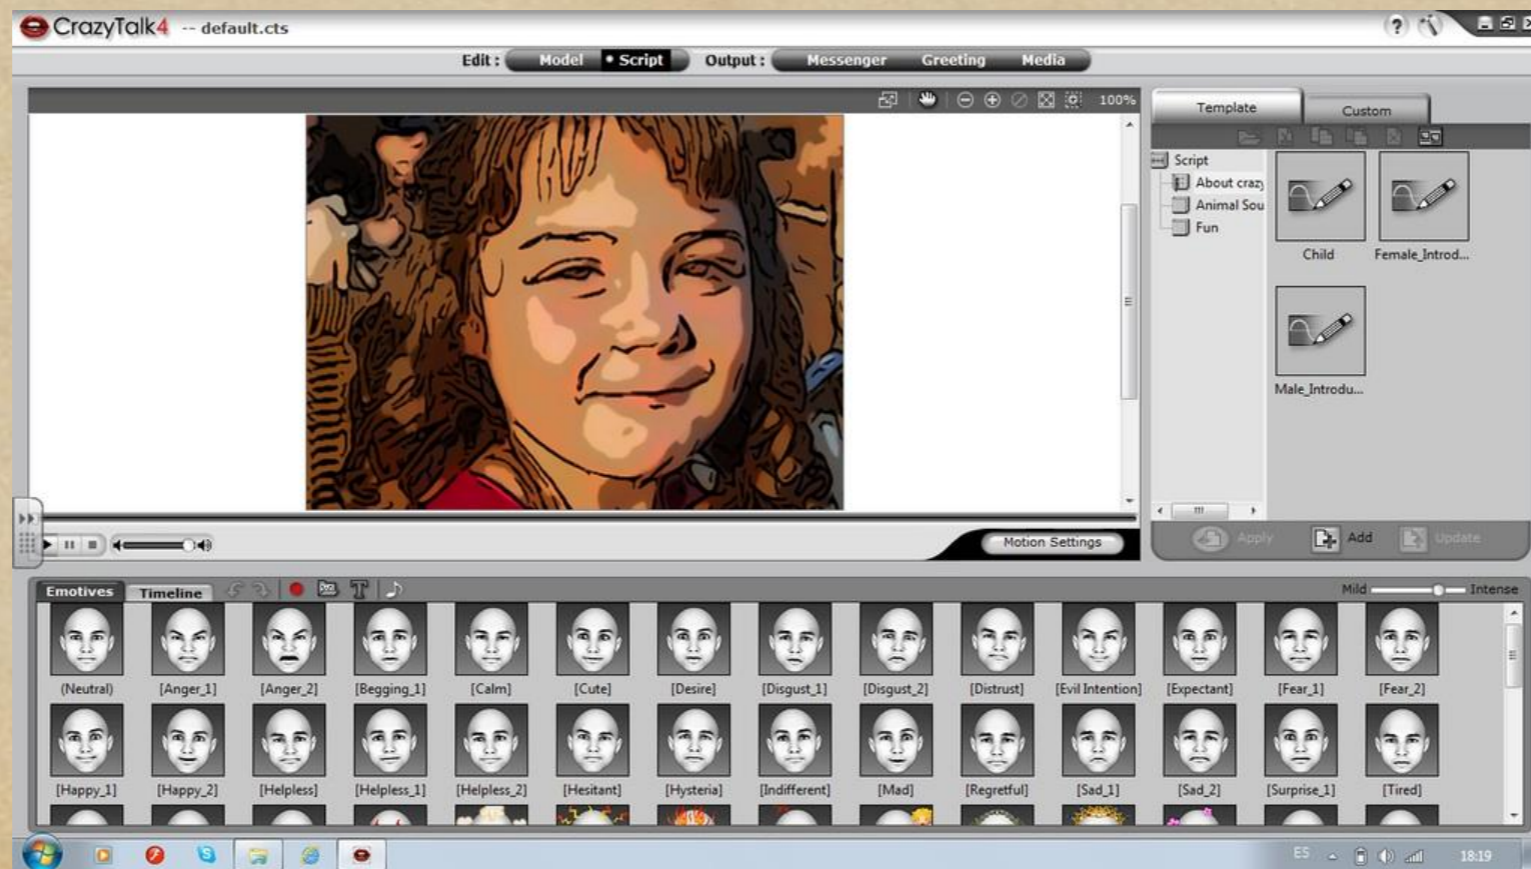 CrazyTalk4 -- default.cts
Edit : Model • Script Output : Messenger Greeting Media
100%
Template Custom
Script
About crazy
Animal Sou
Fun
Child Female_Introd...
Male_Introdu...
Motion Settings
Apply Add Update
Emotives Timeline Mild Intense
(Neutral) [Anger_1] [Anger_2] [Begging_1] [Calm] [Cute] [Desire] [Disgust_1] [Disgust_2] [Distrust] [Evil Intention] [Expectant] [Fear_1] [Fear_2]
[Happy_1] [Happy_2] [Helpless] [Helpless_1] [Helpless_2] [Hesitant] [Hysteria] [Indifferent] [Mad] [Regretful] [Sad_1] [Sad_2] [Surprise_1] [Tired]
ES 18:19